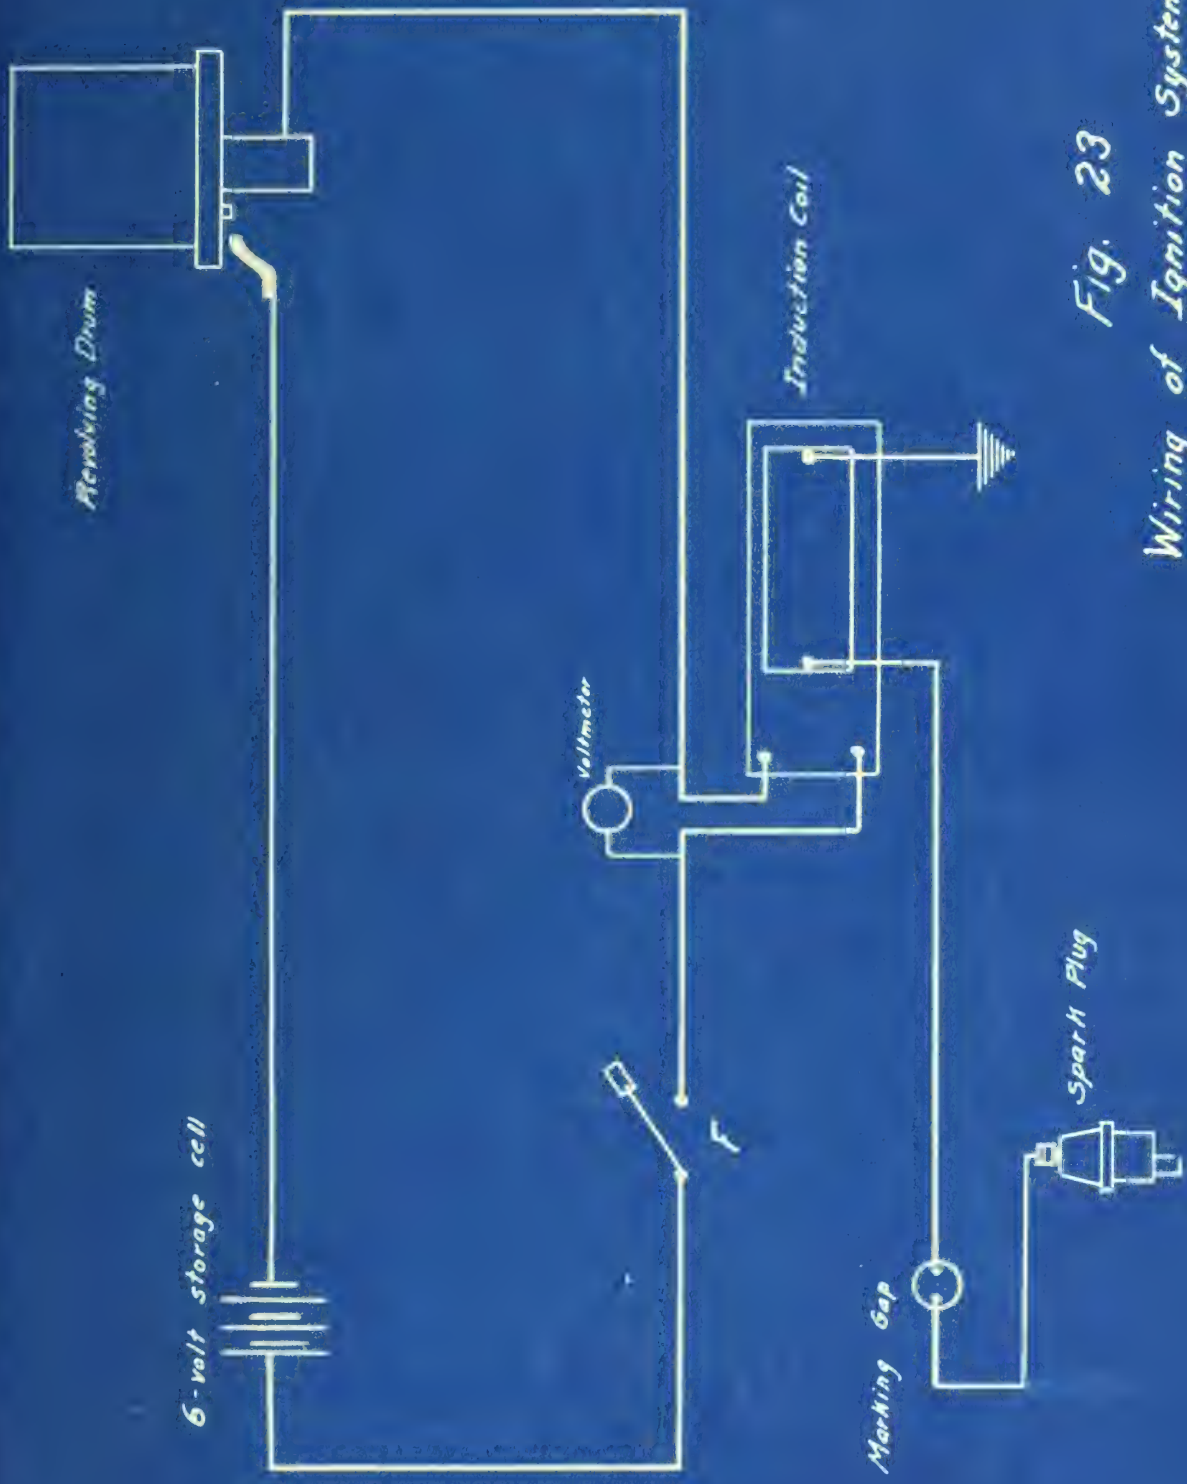 Revolving Drum
6-volt storage cell
Voltmeter
Induction Coil
F
Marking Gap
Spark Plug
Fig. 23
Wiring of Ignition System